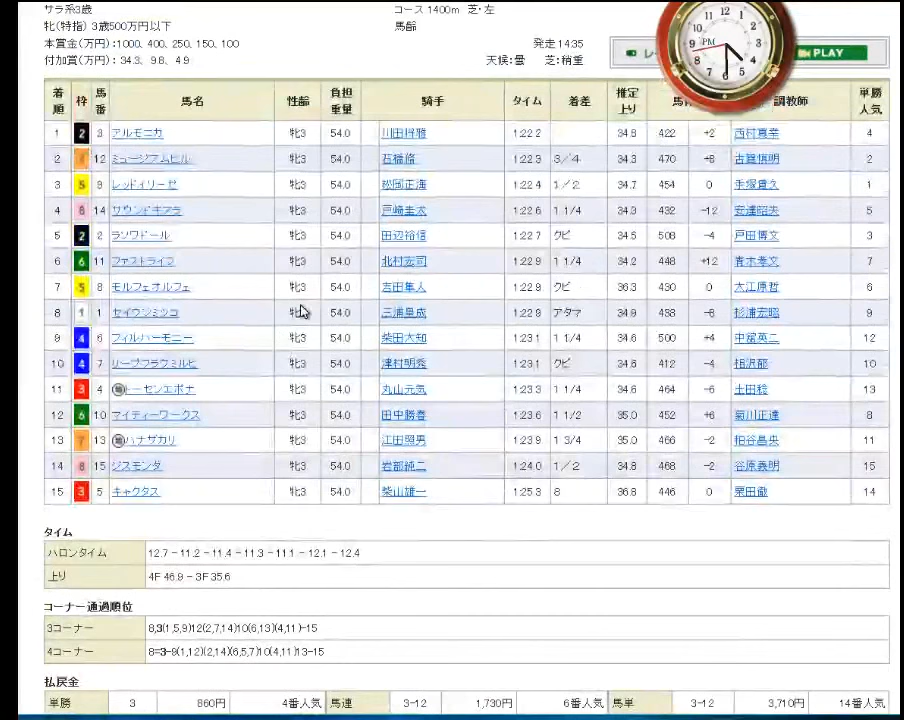 サラ系3歳 コース 1400m 芝・左
牝(特指) 3歳500万円以下 馬齢
本賞金(万円):1000. 400. 250. 150. 100 発走 14:35
付加賞(万円): 34.3、 9.8、 4.9 天候:曇 芝:稍重 PLAY
着順 枠 馬番 馬名 性齢 負担重量 騎手 タイム 着差 推定上り 調教師 単勝人気
1 2 3 アルモニカ 牝3 54.0 川田将雅 1:22.2 422 +2 西村真幸 4
2 12 ミュージアムヒル 牝3 54.0 石橋脩 1:22.3 3/4 34.3 470 古賀慎明 2
3 5 9 レッドイリーゼ 牝3 54.0 松岡正海 1:22.4 1/2 34.7 454 0 手塚貴久 1
4 8 14 サウンドキアラ 牝3 54.0 戸崎圭太 1:22.6 1 1/4 432 -12 安達昭夫 5
5 2 2 ラソワドール 牝3 54.0 田辺裕信 1:22.7 クビ 34.5 508 -4 戸田博文 3
6 6 11 ファストライフ 牝3 54.0 北村宏司 1:22.9 1 1/4 34.2 448 +12 青木孝文 7
7 5 8 モルフェオルフェ 牝3 54.0 吉田隼人 1:22.9 クビ 36.3 430 0 大江原哲 6
8 1 1 セイウンミツコ 牝3 54.0 三浦皇成 1:22.9 アタマ 杉浦宏昭 9
9 4 6 フィルハーモニー 牝3 54.0 柴田大知 1:23.1 1 1/4 500 +4 中舘英二 12
10 4 7 リープフラウミルヒ 牝3 54.0 津村明秀 1:23.1 クビ 412 -4 相沢郁 10
11 3 4 トーセンエポナ 牝3 54.0 丸山元気 1:23.3 1 1/4 464 土田稔 13
12 6 10 マイティーワークス 牝3 54.0 田中勝春 1:23.6 1 1/2 35.0 452 菊川正達 8
13 7 13 ハナザカリ 牝3 54.0 江田照男 1:23.9 1 3/4 35.0 466 -2 粕谷昌央 11
14 8 15 ジスモンダ 牝3 54.0 岩部純二 1:24.0 1/2 468 -2 谷原義明 15
15 3 5 キャクタス 牝3 54.0 柴山雄一 1:25.3 8 446 0 栗田徹 14
タイム
ハロンタイム 12.7 - 11.2 - 11.4 - 11.3 - 11.1 - 12.1 - 12.4
上り 4F 46.9 - 3F 35.6
コーナー通過順位
3コーナー 8,3(1,5,9)12(2,7,14)10(6,13)(4,11)-15
4コーナー 8=3-9(1,12)(2,14)(6,5,7)10(4,11)13-15
払戻金
単勝 3 860円 4番人気 馬連 3-12 1,730円 6番人気 馬単 3-12 3,710円 14番人気